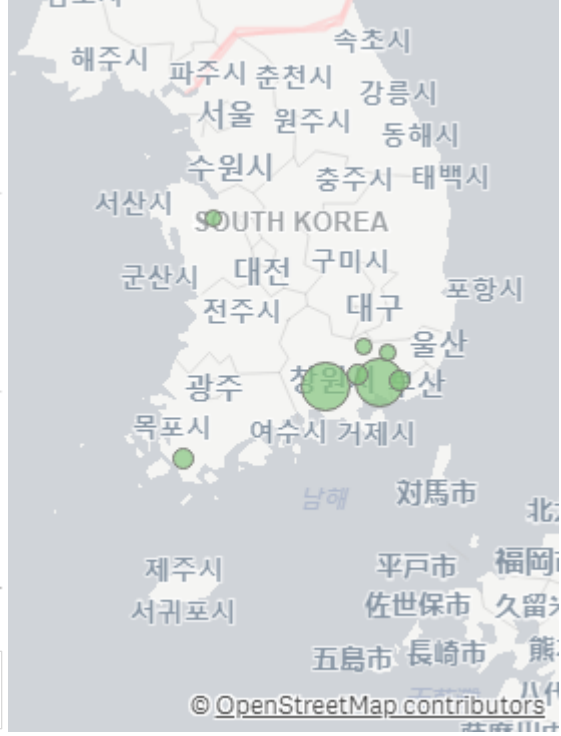 해주시
속초시
파주시
춘천시
강릉시
서울
원주시
동해시
수원시
충주시
태백시
서산시
SOUTH KOREA
군산시
대전
구미시
포항시
전주시
대구
울산
광주
목포시
여수시
거제시
남해
対馬市
제주시
平戸市
서귀포시
佐世保市
五島市
長崎市
© OpenStreetMap contributors